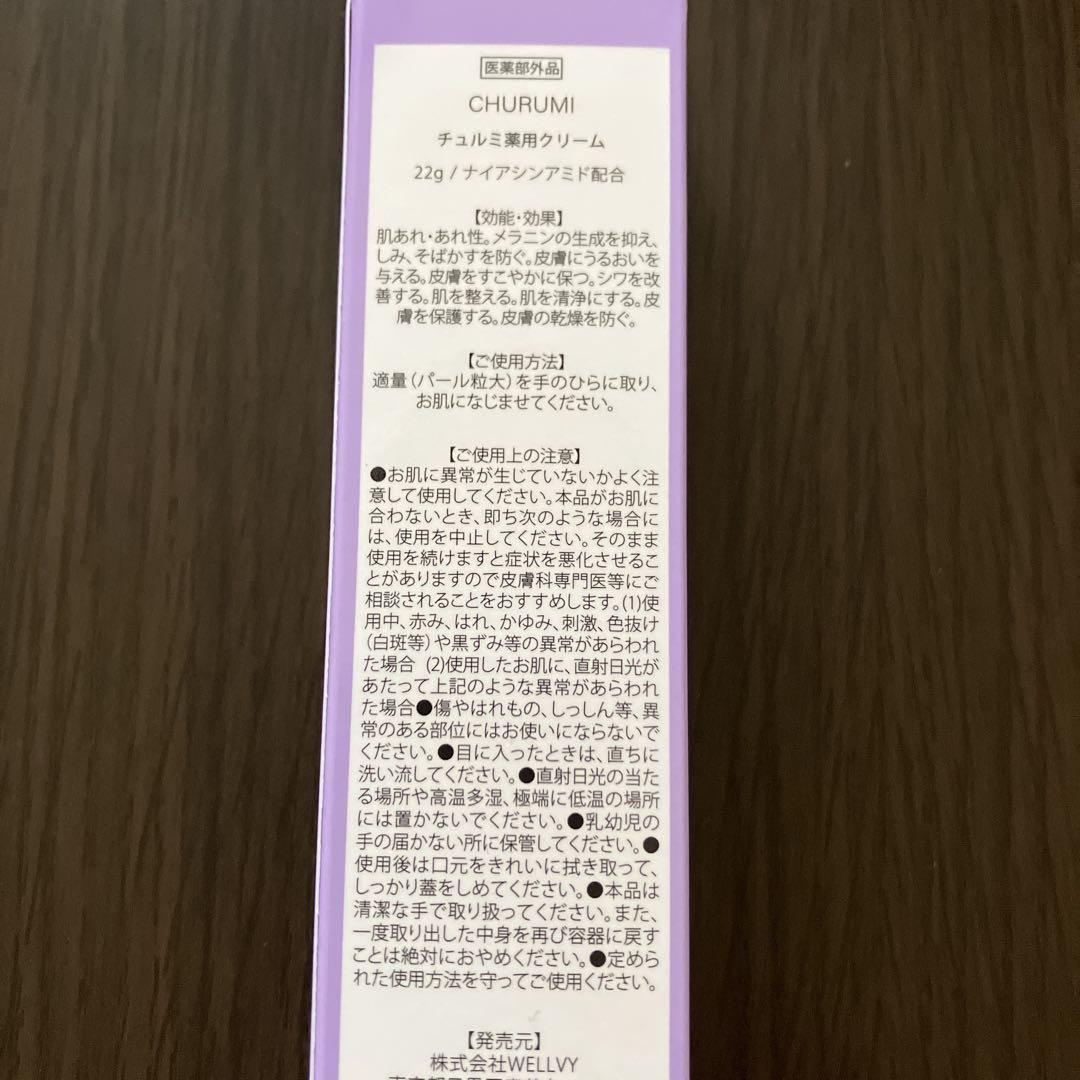 医薬部外品
CHURUMI
チュルミ薬用クリーム
22g / ナイアシンアミド配合
【効能・効果】
肌あれ・あれ性。メラニンの生成を抑え、
しみ、そばかすを防ぐ。皮膚にうるおいを
与える。皮膚をすこやかに保つ。シワを改
善する。肌を整える。肌を清浄にする。皮
膚を保護する。皮膚の乾燥を防ぐ。
【ご使用方法】
適量（パール粒大）を手のひらに取り、
お肌になじませてください。
【ご使用上の注意】
●お肌に異常が生じていないかよく注
意して使用してください。本品がお肌に
合わないとき、即ち次のような場合に
は、使用を中止してください。そのまま
使用を続けますと症状を悪化させるこ
とがありますので皮膚科専門医等にご
相談されることをおすすめします。(1)使
用中、赤み、はれ、かゆみ、刺激、色抜け
（白斑等）や黒ずみ等の異常があらわれ
た場合 (2)使用したお肌に、直射日光が
あたって上記のような異常があらわれ
た場合●傷やはれもの、しっしん等、異
常のある部位にはお使いにならないで
ください。●目に入ったときは、直ちに
洗い流してください。●直射日光の当た
る場所や高温多湿、極端に低温の場所
には置かないでください。●乳幼児の
手の届かない所に保管してください。●
使用後は口元をきれいに拭き取って、
しっかり蓋をしめてください。●本品は
清潔な手で取り扱ってください。また、
一度取り出した中身を再び容器に戻す
ことは絶対におやめください。●定めら
れた使用方法を守ってご使用ください。
【発売元】
株式会社WELLVY